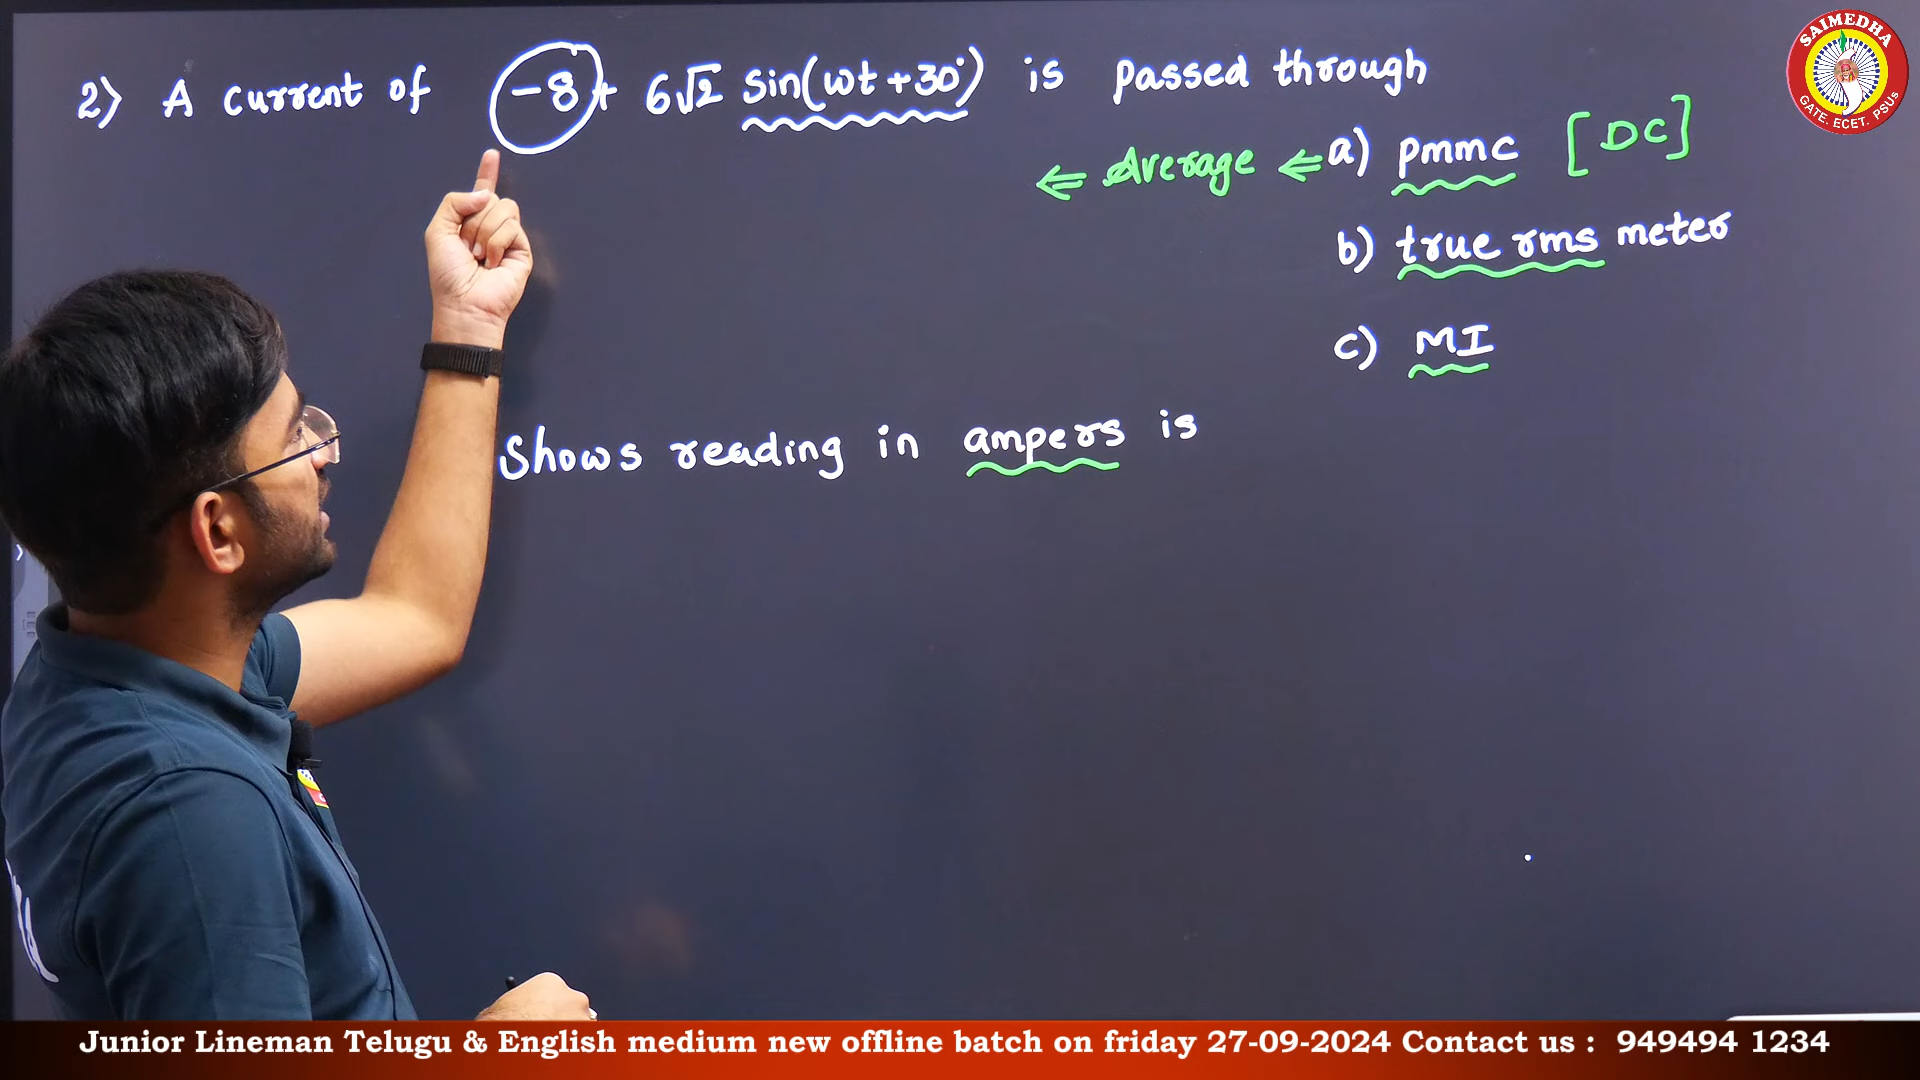 2) A current of -8 + 6√2 sin(ωt+30°) is passed through
⇐ Average ⇐ a) pmmc [DC]
b) true rms meter
c) MI
Shows reading in ampers is
SAIMEDHA
GATE. ECET. PSUs
Junior Lineman Telugu & English medium new offline batch on friday 27-09-2024 Contact us : 949494 1234